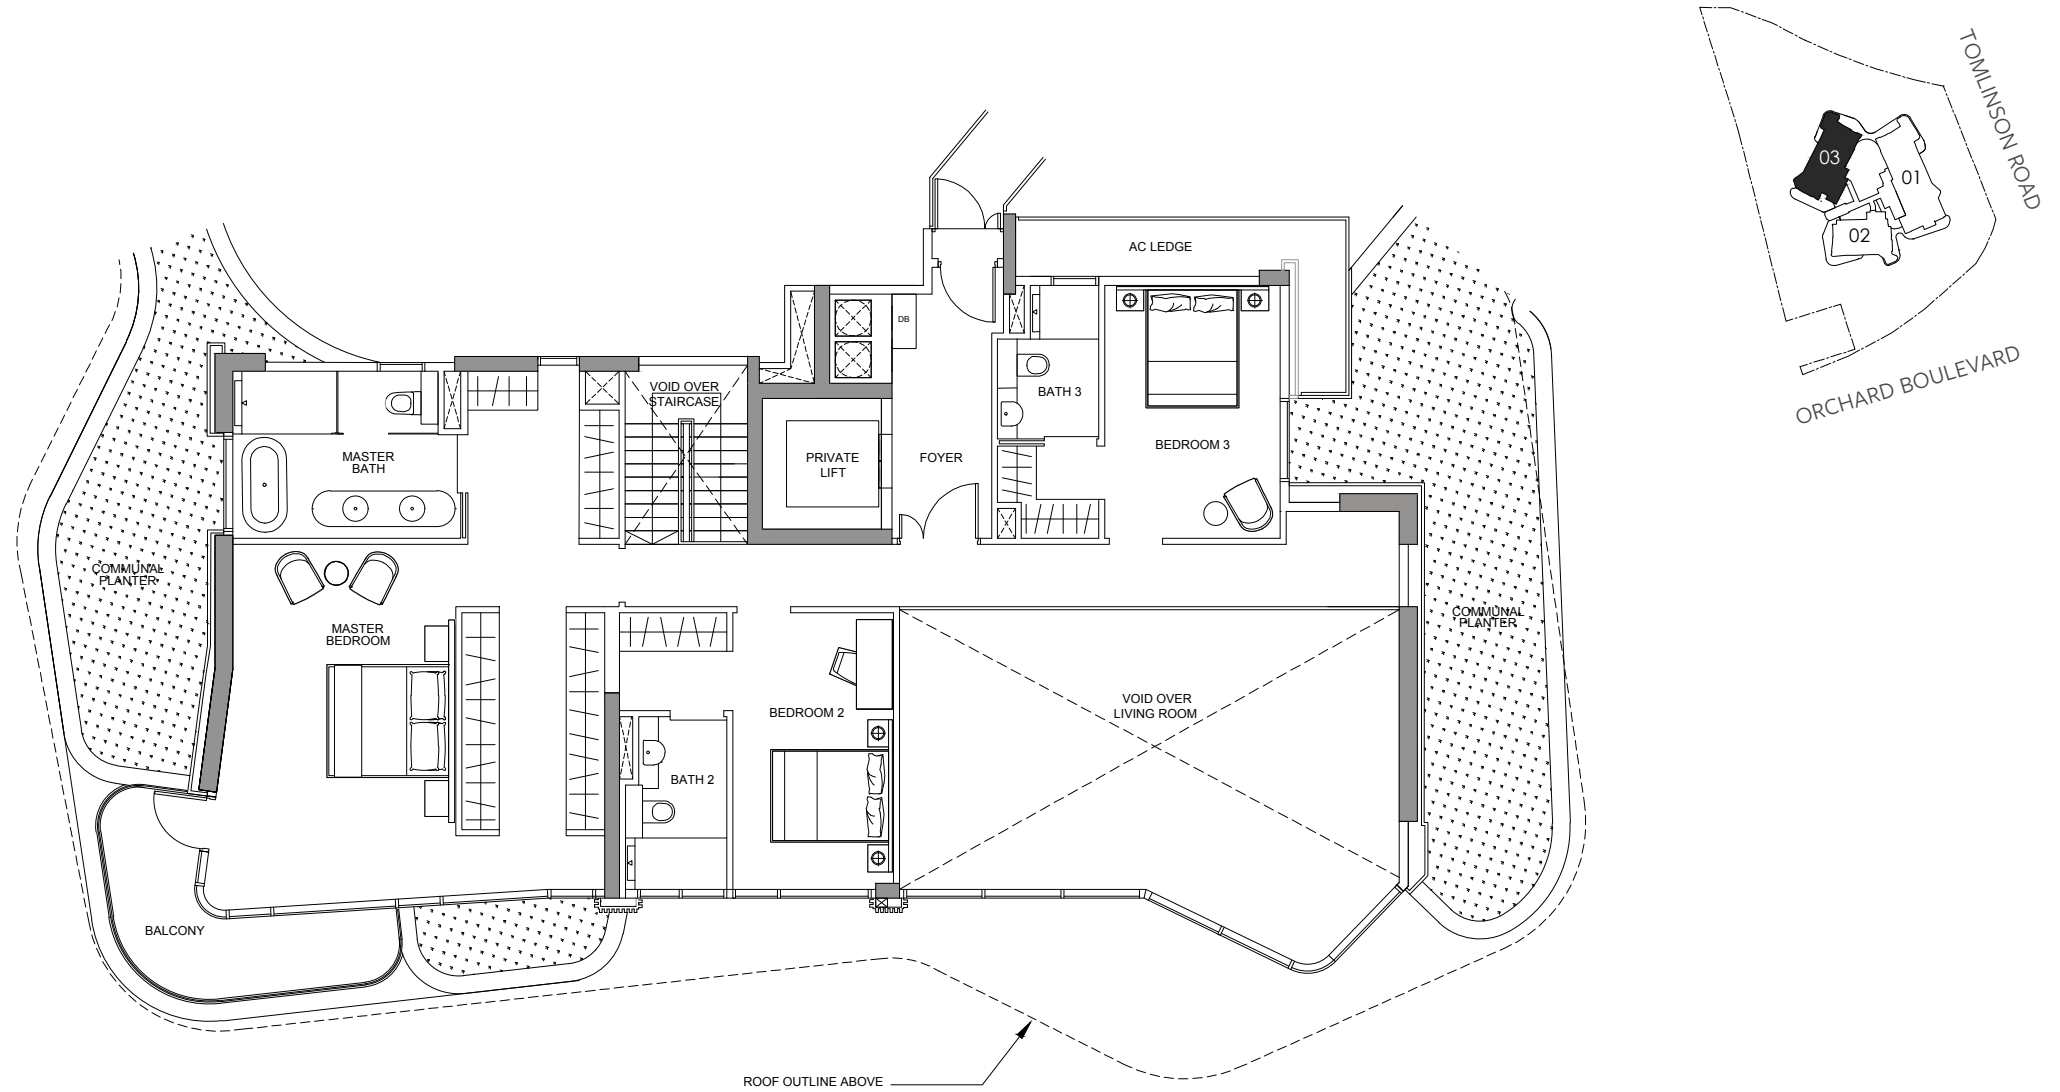 TOMLINSON ROAD
03
01
02
ORCHARD BOULEVARD
AC LEDGE
DB
VOID OVER
STAIRCASE
BATH 3
BEDROOM 3
MASTER
BATH
PRIVATE
LIFT
FOYER
COMMUNAL
PLANTER
MASTER
BEDROOM
COMMUNAL
PLANTER
BEDROOM 2
VOID OVER
LIVING ROOM
BATH 2
BALCONY
ROOF OUTLINE ABOVE